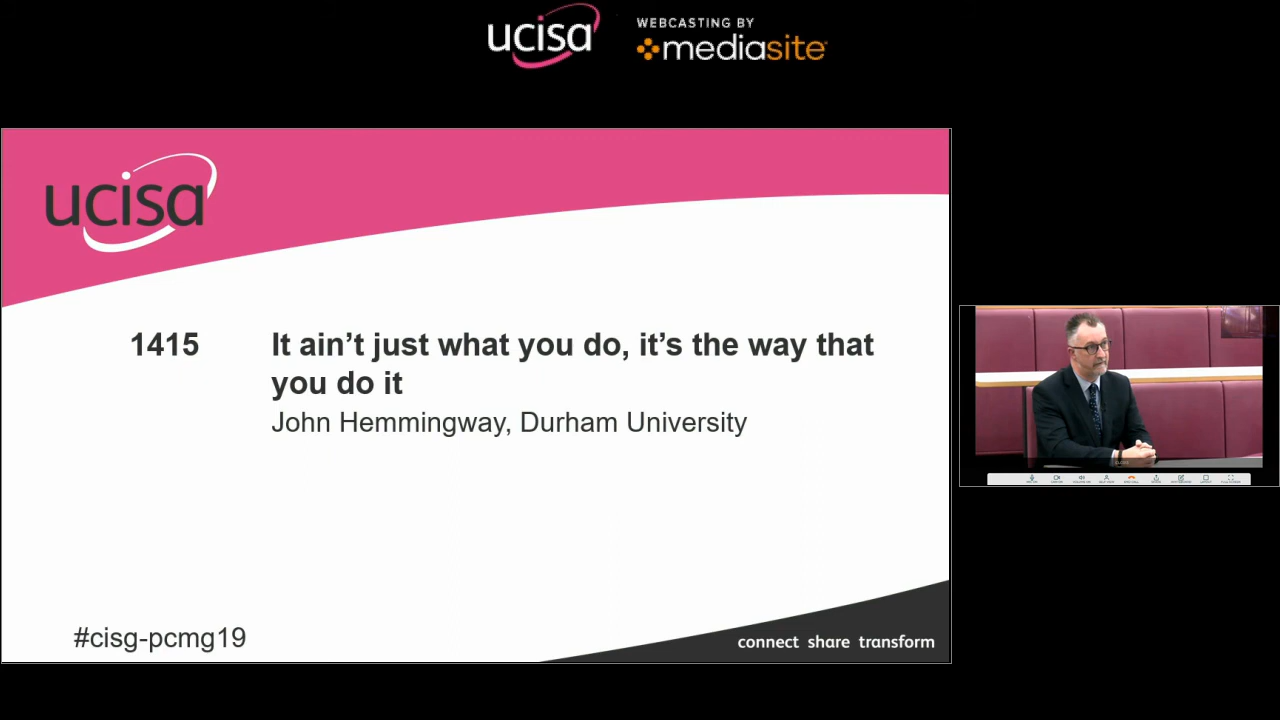 ucisa
WEBCASTING BY
mediasite
ucisa
1415
It ain’t just what you do, it’s the way that
you do it
John Hemmingway, Durham University
#cisg-pcmg19
connect share transform